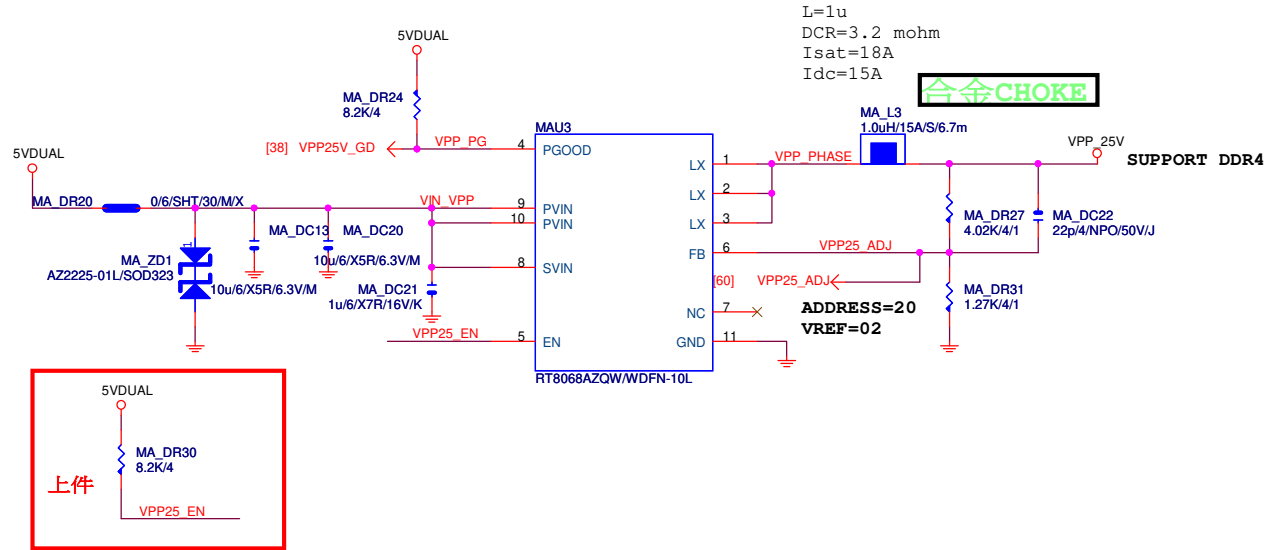 L=1u
DCR=3.2 mohm
Isat=18A
Idc=15A
合金CHOKE
5VDUAL
MA_DR24
8.2K/4
MA_L3
1.0uH/15A/S/6.7m
MAU3
VPP_25V
SUPPORT DDR4
[38] VPP25V_GD
VPP_PG
4
PGOOD
LX
1
VPP_PHASE
5VDUAL
MA_DR20
0/6/SHT/30/M/X
VIN_VPP
9
PVIN
10
PVIN
LX
2
LX
3
MA_DR27
4.02K/4/1
MA_DC22
22p/4/NPO/50V/J
MA_DC13
MA_DC20
1
MA_ZD1
AZ2225-01L/SOD323
10u/6/X5R/6.3V/M
10u/6/X5R/6.3V/M
8
SVIN
FB
6
VPP25_ADJ
MA_DC21
1u/6/X7R/16V/K
[60] VPP25_ADJ
MA_DR31
1.27K/4/1
NC
7
ADDRESS=20
VREF=02
VPP25_EN
5
EN
GND
11
RT8068AZQW/WDFN-10L
5VDUAL
MA_DR30
8.2K/4
上件
VPP25_EN